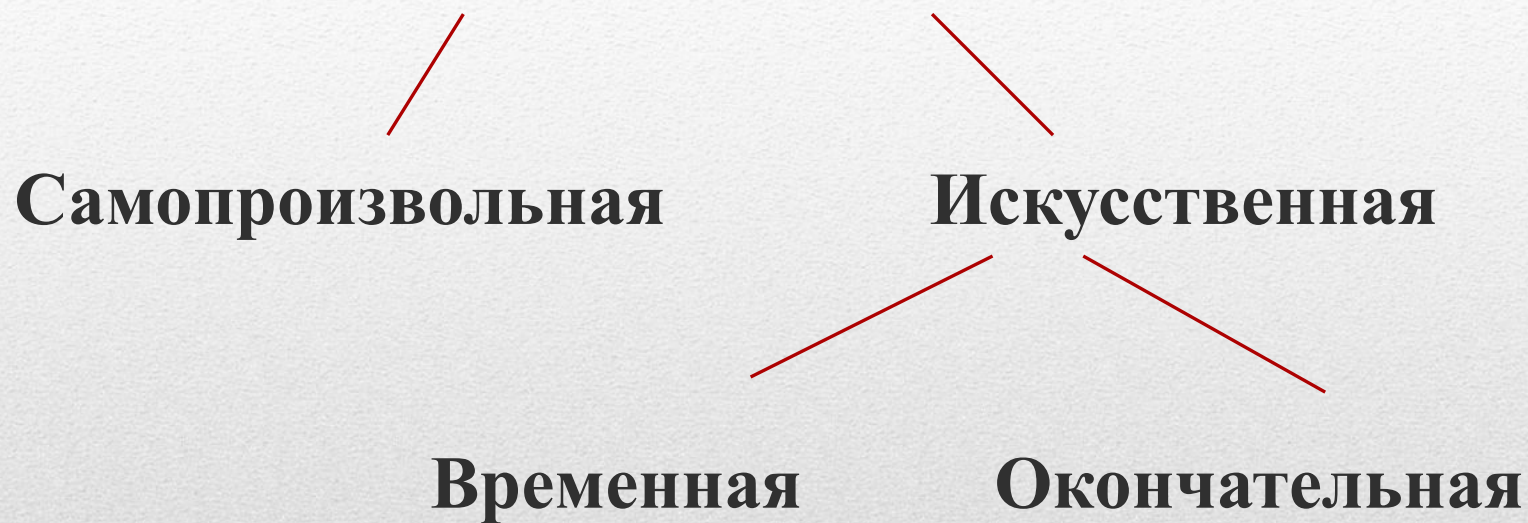 Самопроизвольная Искусственная
Временная Окончательная